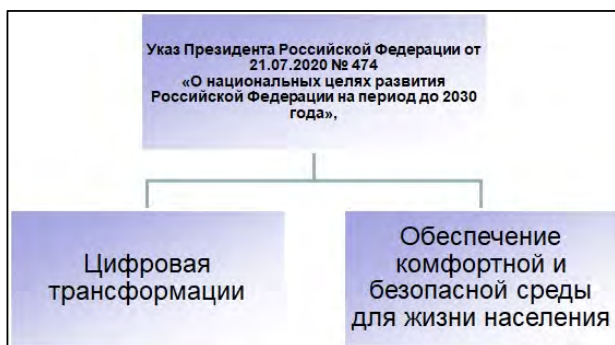 Указ Президента Российской Федерации от
21.07.2020 № 474
«О национальных целях развития
Российской Федерации на период до 2030
года»,
Цифровая
трансформации
Обеспечение
комфортной и
безопасной среды
для жизни населения